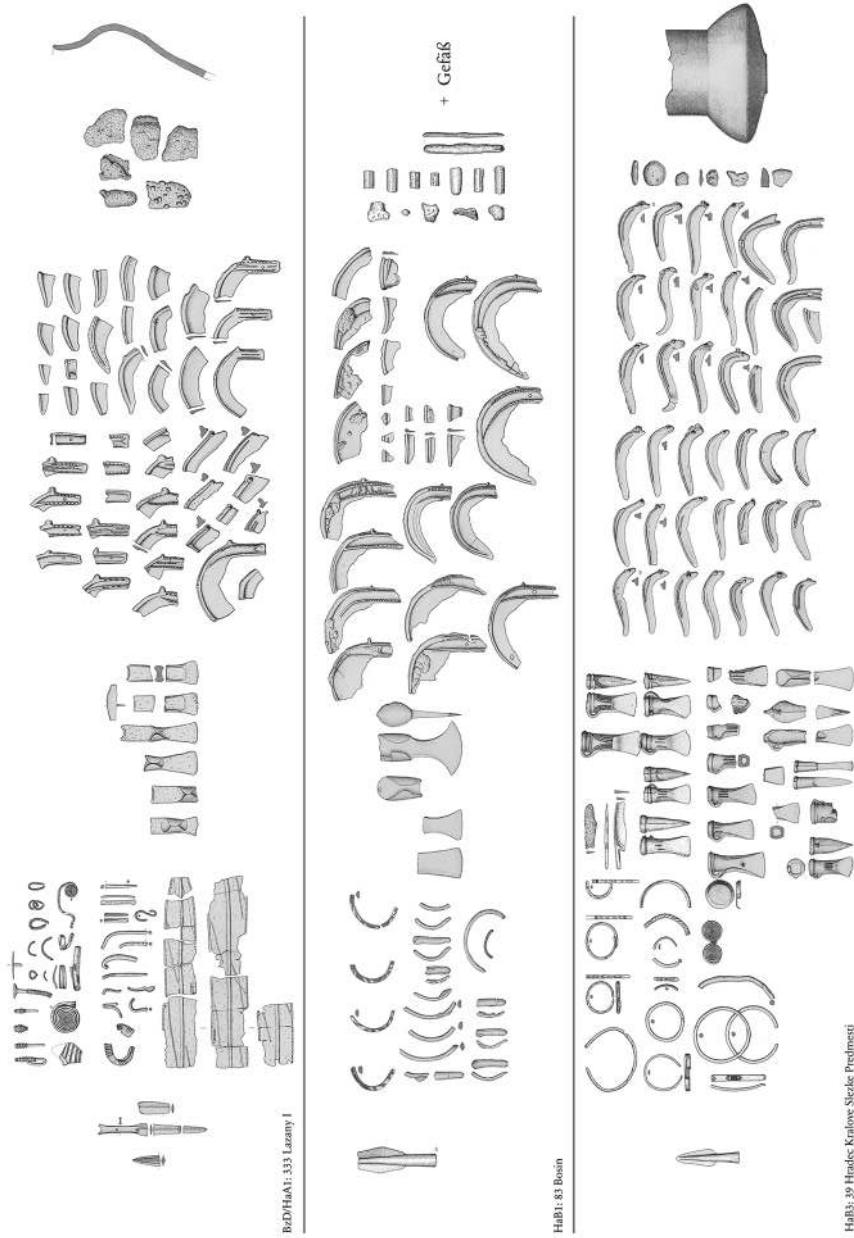 BzD/HaA1: 333 Lazany I
HaB1: 83 Bosin
+ Gefäß
HaB3: 39 Hradec Kralove Slezke Predmesti